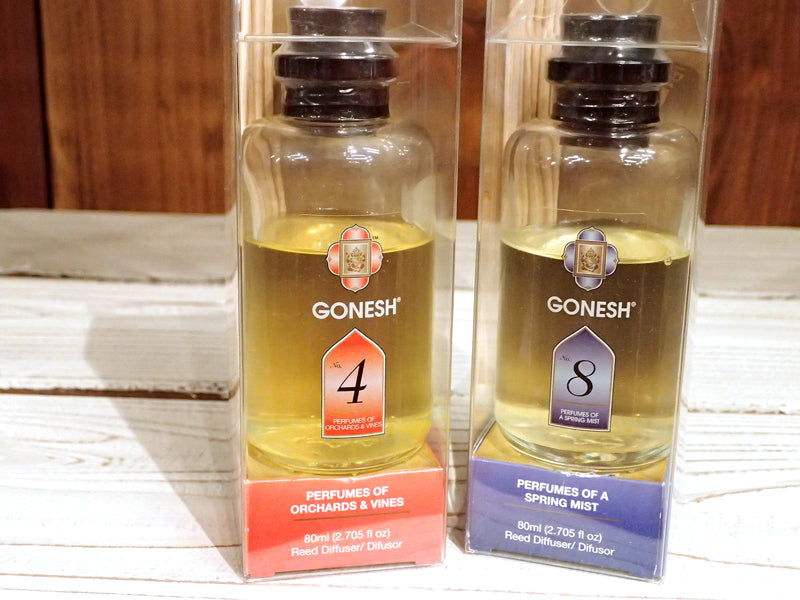 GONESH®
No.
4
PERFUMES OF
ORCHARDS & VINES
PERFUMES OF
ORCHARDS & VINES
80ml (2.705 fl oz)
Reed Diffuser/ Difusor
GONESH®
No.
8
PERFUMES OF
A SPRING MIST
PERFUMES OF A
SPRING MIST
80ml (2.705 fl oz)
Reed Diffuser/ Difusor